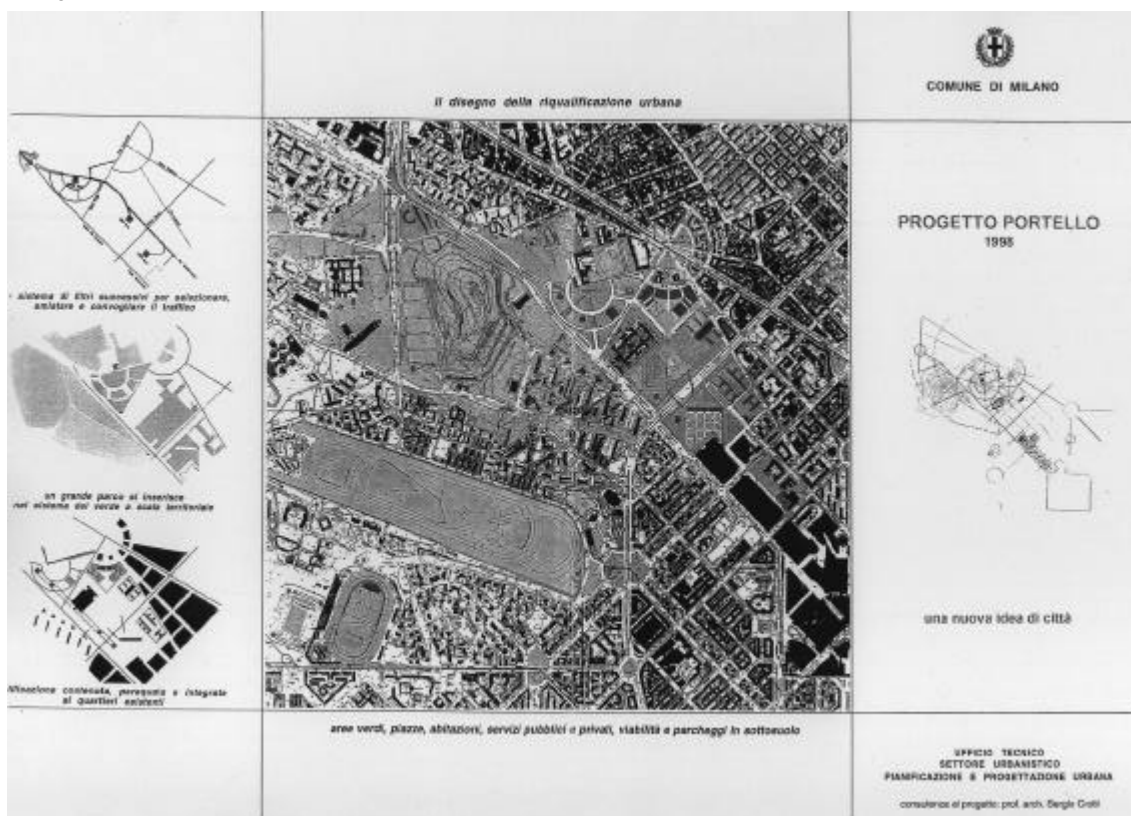 il disegno della riqualificazione urbana
COMUNE DI MILANO
sistema di filtri successivi per selezionare,
smistare e convogliare il traffico
PROGETTO PORTELLO
1998
un grande parco si inserisce
nel sistema del verde a scala territoriale
una nuova idea di città
edificazione contenuta, perequata e integrata
ai quartieri esistenti
aree verdi, piazze, abitazioni, servizi pubblici e privati, viabilità e parcheggi in sottosuolo
UFFICIO TECNICO
SETTORE URBANISTICO
PIANIFICAZIONE E PROGETTAZIONE URBANA
consulenza al progetto: prof. arch. Sergio Crotti